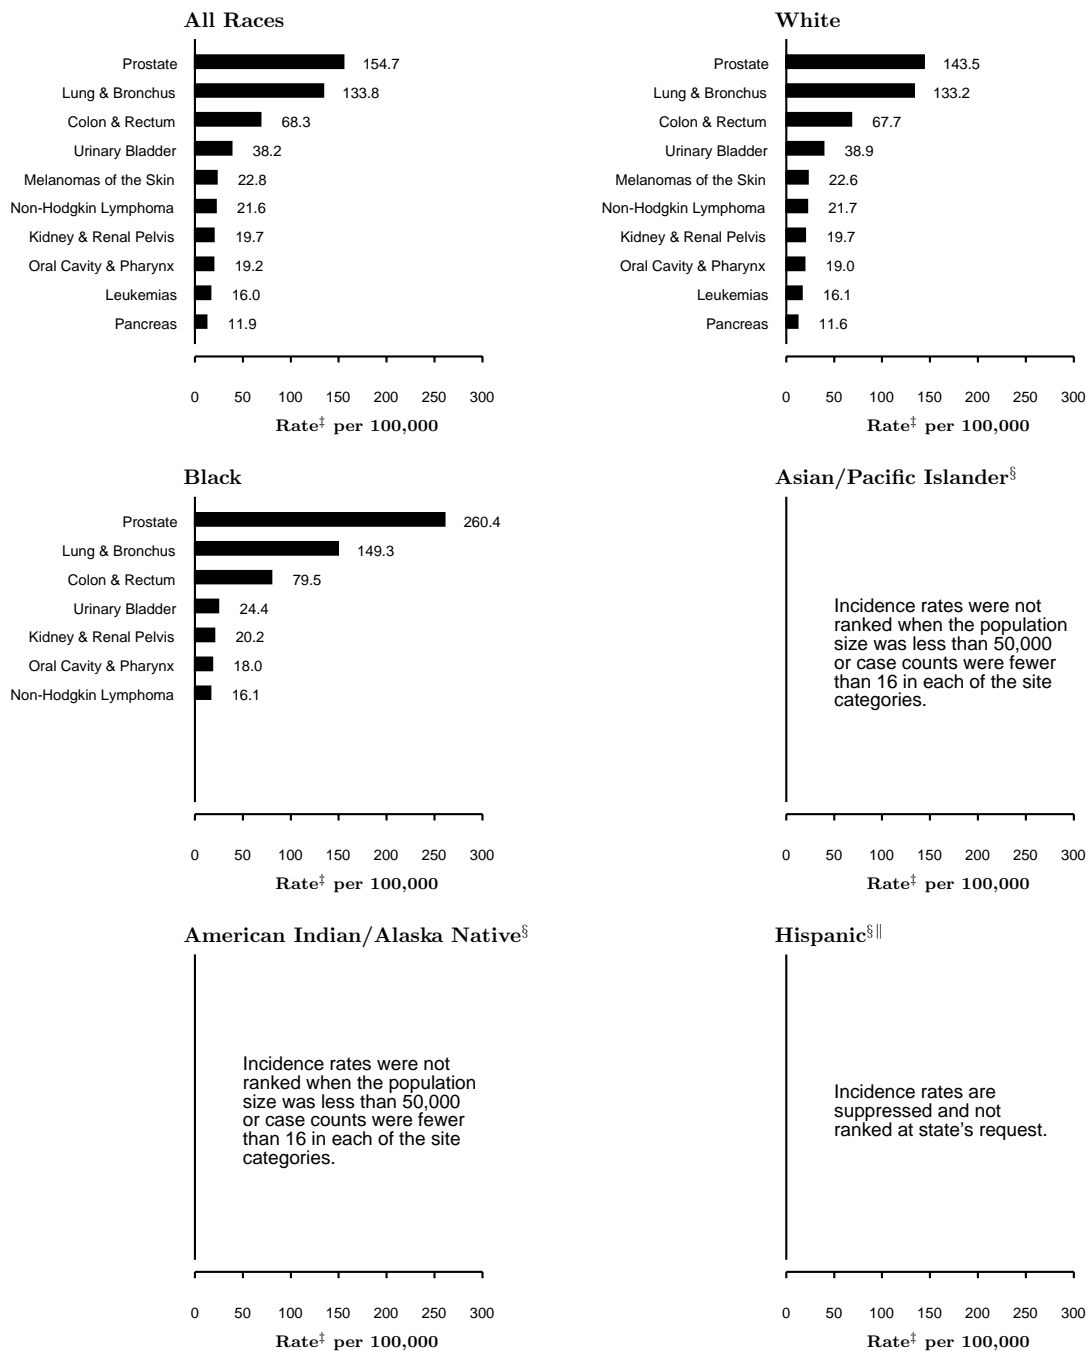 All Races
Prostate 154.7
Lung & Bronchus 133.8
Colon & Rectum 68.3
Urinary Bladder 38.2
Melanomas of the Skin 22.8
Non-Hodgkin Lymphoma 21.6
Kidney & Renal Pelvis 19.7
Oral Cavity & Pharynx 19.2
Leukemias 16.0
Pancreas 11.9
0 50 100 150 200 250 300
Rate‡ per 100,000
White
Prostate 143.5
Lung & Bronchus 133.2
Colon & Rectum 67.7
Urinary Bladder 38.9
Melanomas of the Skin 22.6
Non-Hodgkin Lymphoma 21.7
Kidney & Renal Pelvis 19.7
Oral Cavity & Pharynx 19.0
Leukemias 16.1
Pancreas 11.6
0 50 100 150 200 250 300
Rate‡ per 100,000
Black
Prostate 260.4
Lung & Bronchus 149.3
Colon & Rectum 79.5
Urinary Bladder 24.4
Kidney & Renal Pelvis 20.2
Oral Cavity & Pharynx 18.0
Non-Hodgkin Lymphoma 16.1
0 50 100 150 200 250 300
Rate‡ per 100,000
Asian/Pacific Islander§
Incidence rates were not
ranked when the population
size was less than 50,000
or case counts were fewer
than 16 in each of the site
categories.
0 50 100 150 200 250 300
Rate‡ per 100,000
American Indian/Alaska Native§
Incidence rates were not
ranked when the population
size was less than 50,000
or case counts were fewer
than 16 in each of the site
categories.
0 50 100 150 200 250 300
Rate‡ per 100,000
Hispanic§‖
Incidence rates are
suppressed and not
ranked at state's request.
0 50 100 150 200 250 300
Rate‡ per 100,000